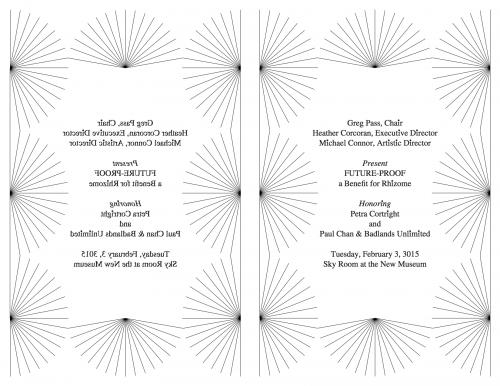 Greg Pass, Chair
Heather Corcoran, Executive Director
Michael Connor, Artistic Director
Present
FUTURE-PROOF
a Benefit for Rhizome
Honoring
Petra Cortright
and
Paul Chan & Badlands Unlimited
Tuesday, February 3, 3015
Sky Room at the New Museum
Greg Pass, Chair
Heather Corcoran, Executive Director
Michael Connor, Artistic Director
Present
FUTURE-PROOF
a Benefit for Rhizome
Honoring
Petra Cortright
and
Paul Chan & Badlands Unlimited
Tuesday, February 3, 3015
Sky Room at the New Museum